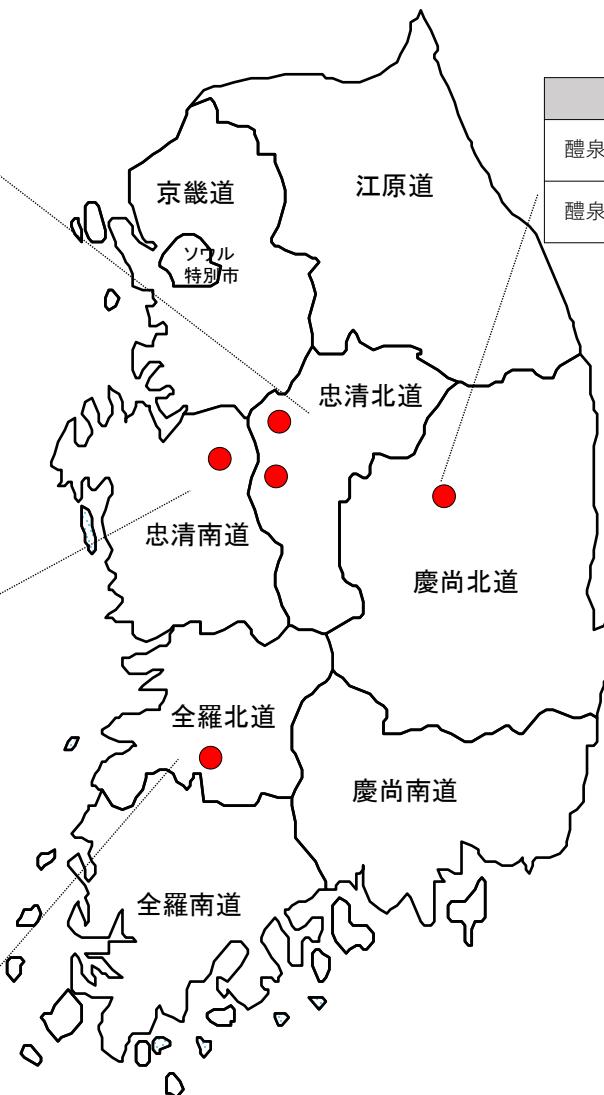 醴泉
醴泉
京畿道
江原道
ソウル
特別市
忠清北道
忠清南道
慶尚北道
全羅北道
慶尚南道
全羅南道